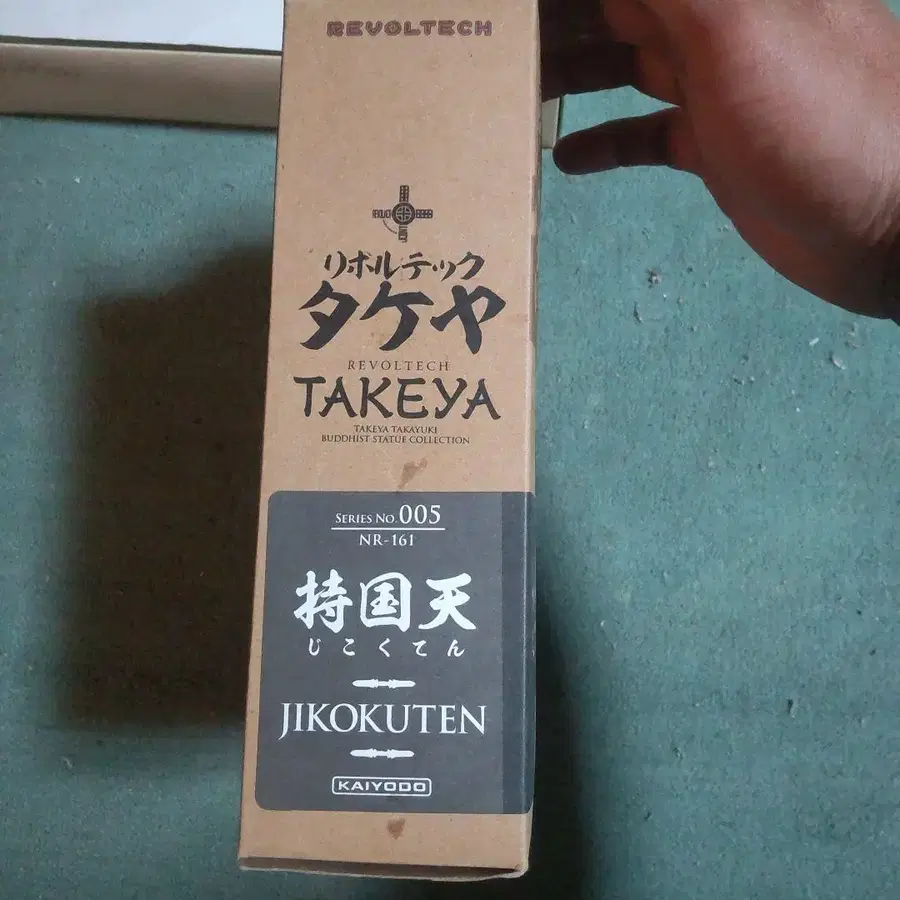 REVOLTECH
リボルテック
タケヤ
REVOLTECH
TAKEYA
TAKEYA TAKAYUKI
BUDDHIST STATUE COLLECTION
SERIES NO.005
NR-161
持国天
じこくてん
JIKOKUTEN
KAIYODO